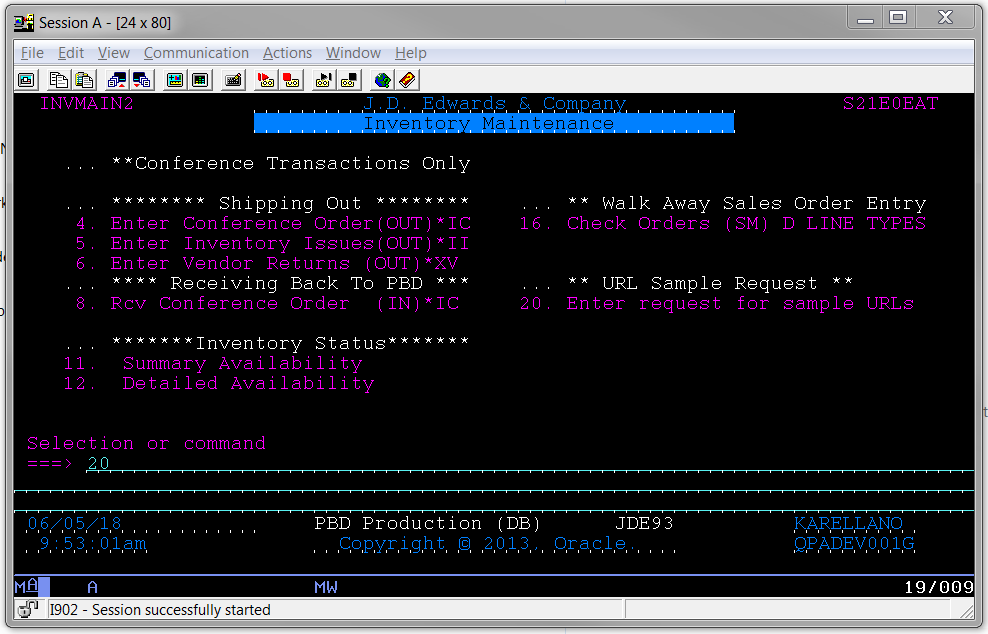 Session A - [24 x 80]
File Edit View Communication Actions Window Help
INVMAIN2 J.D. Edwards & Company S21E0EAT
Inventory Maintenance
... **Conference Transactions Only
... ******** Shipping Out ******** ... ** Walk Away Sales Order Entry
4. Enter Conference Order(OUT)*IC 16. Check Orders (SM) D LINE TYPES
5. Enter Inventory Issues(OUT)*II
6. Enter Vendor Returns (OUT)*XV
... **** Receiving Back To PBD *** ... ** URL Sample Request **
8. Rcv Conference Order (IN)*IC 20. Enter request for sample URLs
... *******Inventory Status*******
11. Summary Availability
12. Detailed Availability
Selection or command
===> 20
06/05/18 PBD Production (DB) JDE93 KARELLANO
9:53:01am Copyright © 2013, Oracle. QPADEV001G
MA A MW 19/009
I902 - Session successfully started